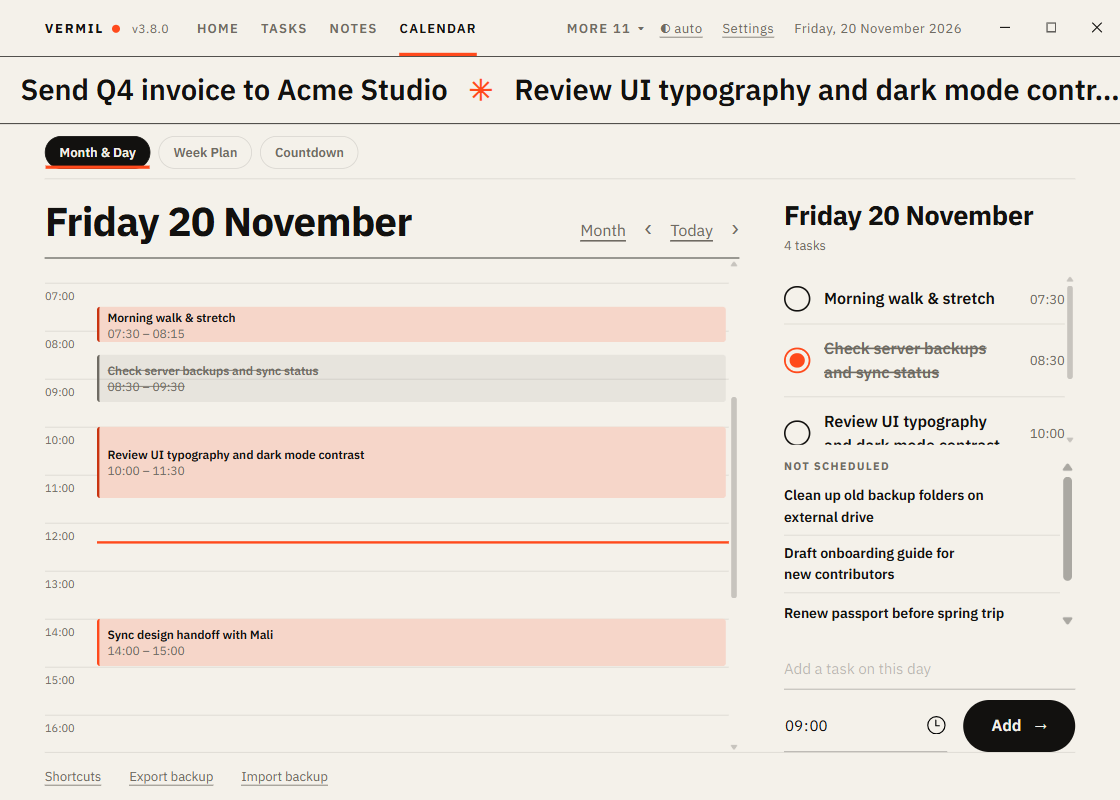 VERMIL v3.8.0 HOME TASKS NOTES CALENDAR MORE 11 auto Settings Friday, 20 November 2026
Send Q4 invoice to Acme Studio ✳ Review UI typography and dark mode contr...
Month & Day Week Plan Countdown
Friday 20 November
Month ‹ Today ›
07:00
Morning walk & stretch
07:30 – 08:15
08:00
Check server backups and sync status
08:30 – 09:30
09:00
10:00
Review UI typography and dark mode contrast
10:00 – 11:30
11:00
12:00
13:00
14:00
Sync design handoff with Mali
14:00 – 15:00
15:00
16:00
Friday 20 November
4 tasks
Morning walk & stretch 07:30
Check server backups
and sync status
08:30
Review UI typography
and dark mode contrast
10:00
NOT SCHEDULED
Clean up old backup folders on
external drive
Draft onboarding guide for
new contributors
Renew passport before spring trip
Add a task on this day
09:00
Add →
Shortcuts Export backup Import backup